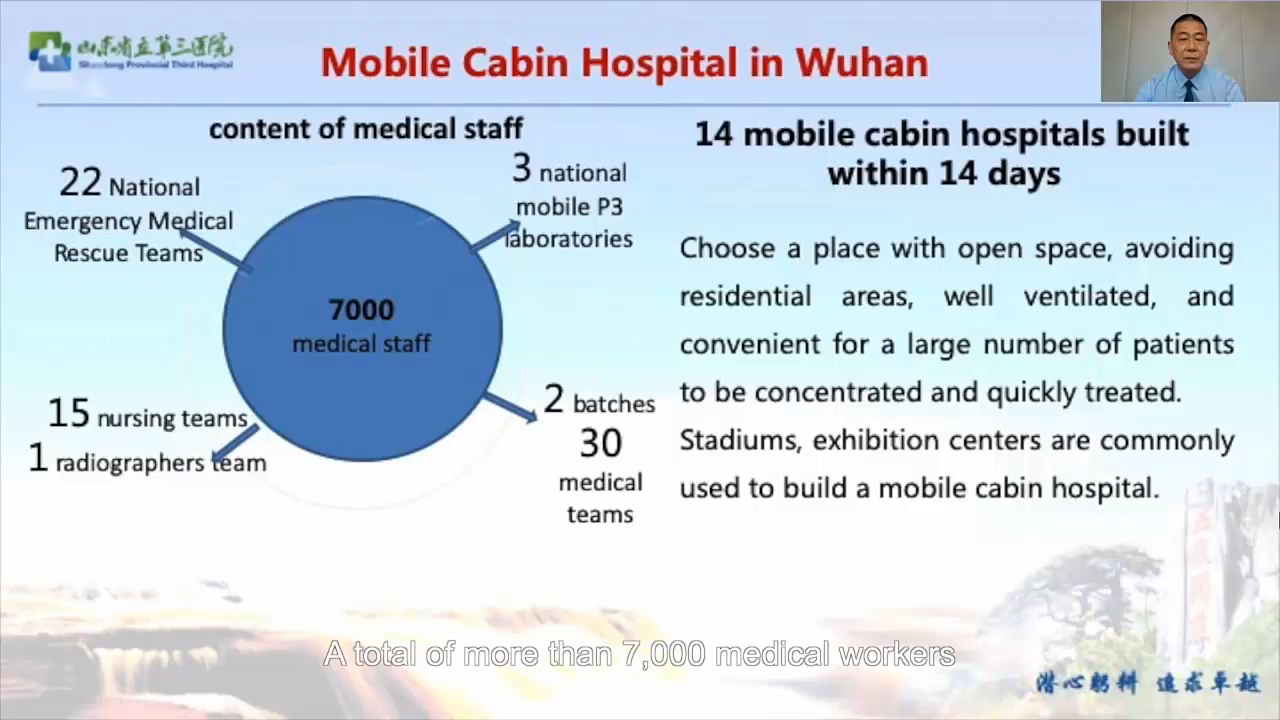 山东省立第三医院
Shandong Provincial Third Hospital
Mobile Cabin Hospital in Wuhan
content of medical staff
22 National
Emergency Medical
Rescue Teams
3 national
mobile P3
laboratories
7000
medical staff
15 nursing teams
1 radiographers team
2 batches
30
medical
teams
14 mobile cabin hospitals built
within 14 days
Choose a place with open space, avoiding
residential areas, well ventilated, and
convenient for a large number of patients
to be concentrated and quickly treated.
Stadiums, exhibition centers are commonly
used to build a mobile cabin hospital.
A total of more than 7,000 medical workers
潜心躬耕 追求卓越